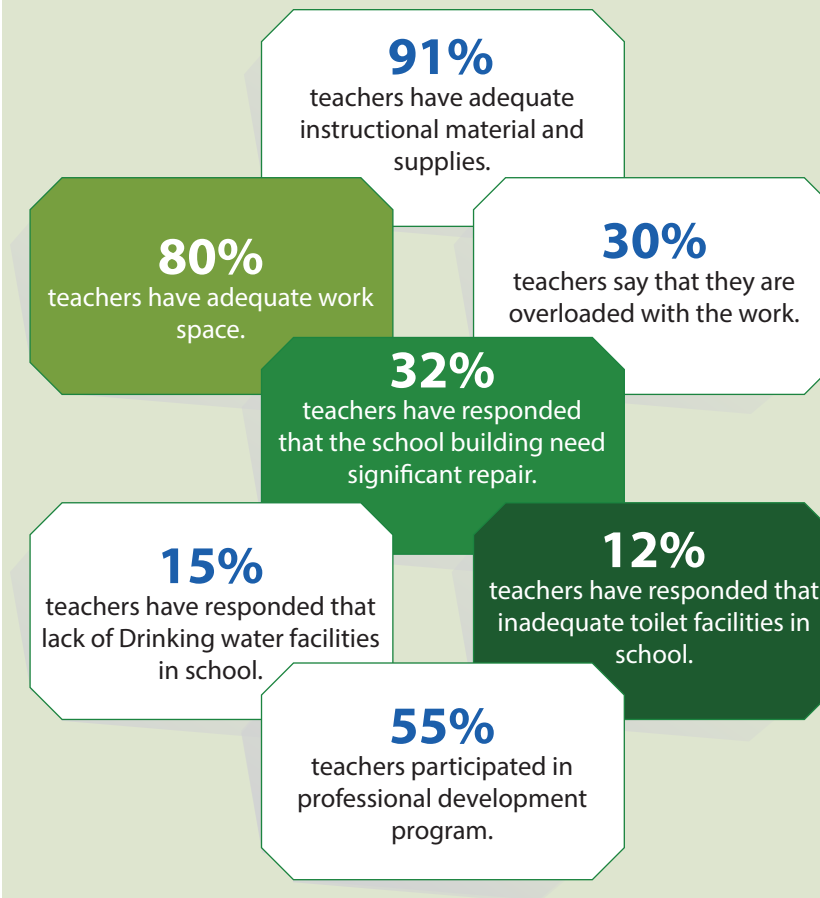 91%
teachers have adequate
instructional material and
supplies.
80%
teachers have adequate work
space.
30%
teachers say that they are
overloaded with the work.
32%
teachers have responded
that the school building need
significant repair.
15%
teachers have responded that
lack of Drinking water facilities
in school.
12%
teachers have responded that
inadequate toilet facilities in
school.
55%
teachers participated in
professional development
program.